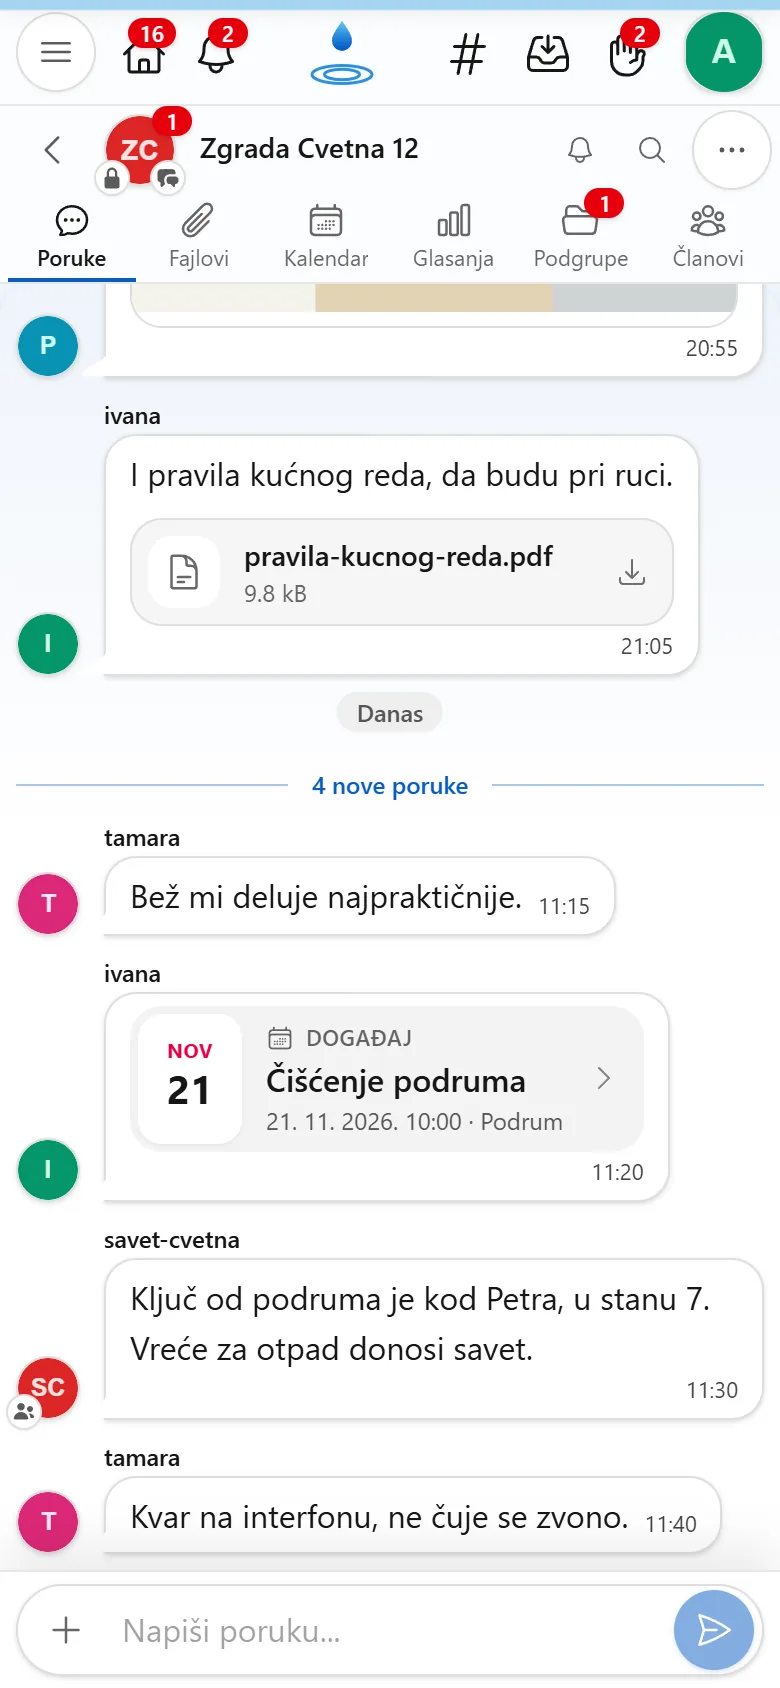 16
2
2
A
ZC
1
Zgrada Cvetna 12
1
Poruke
Fajlovi
Kalendar
Glasanja
Podgrupe
Članovi
P
20:55
ivana
I pravila kućnog reda, da budu pri ruci.
pravila-kucnog-reda.pdf
9.8 kB
I
21:05
Danas
4 nove poruke
tamara
T
Bež mi deluje najpraktičnije. 11:15
ivana
NOV
21
DOGAĐAJ
Čišćenje podruma
21. 11. 2026. 10:00 · Podrum
I
11:20
savet-cvetna
Ključ od podruma je kod Petra, u stanu 7.
Vreće za otpad donosi savet.
SC
11:30
tamara
T
Kvar na interfonu, ne čuje se zvono. 11:40
Napiši poruku...